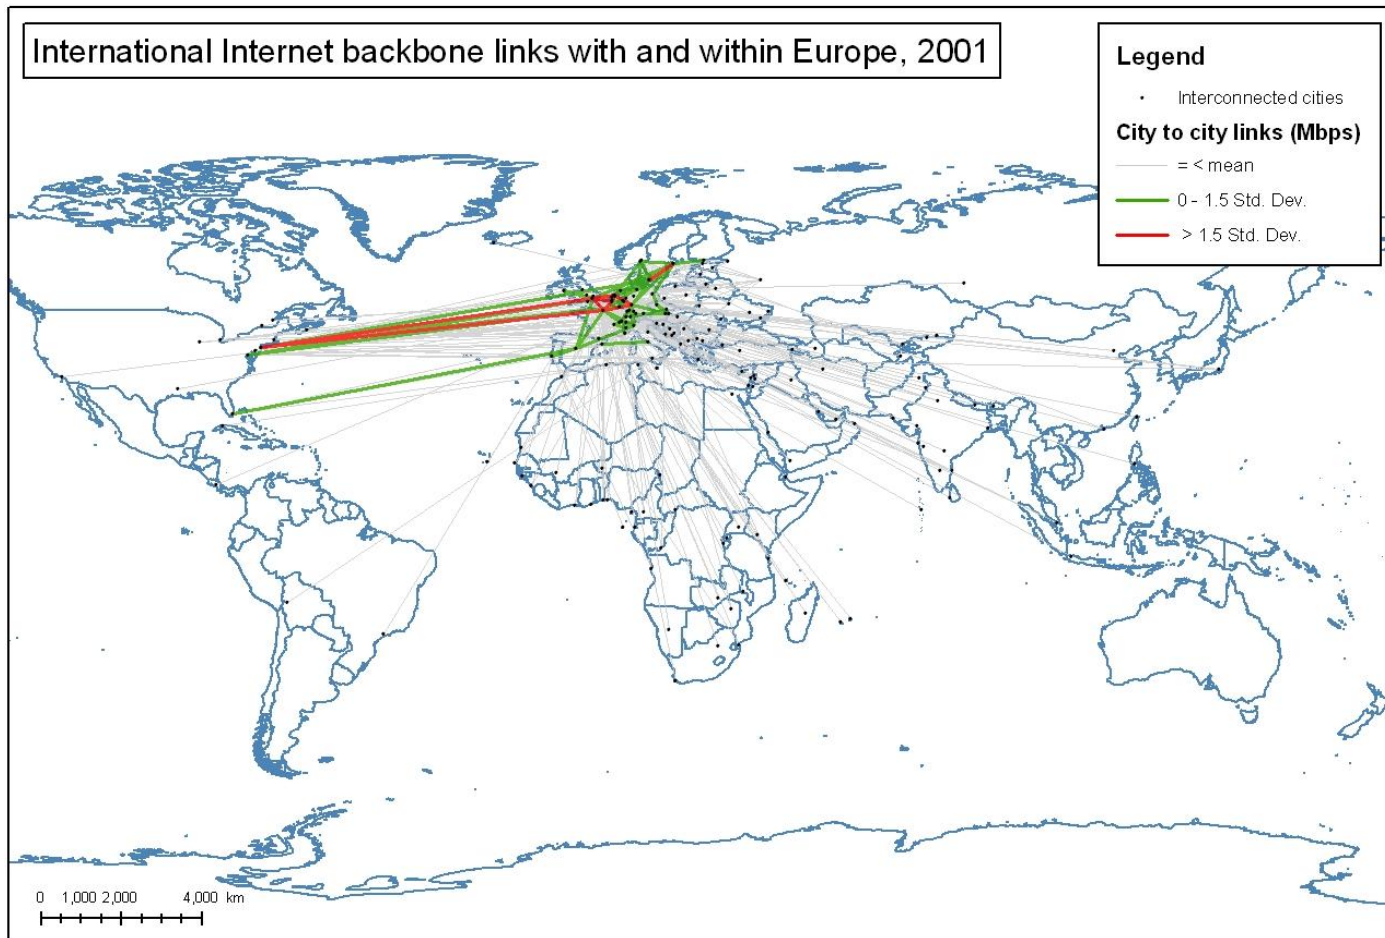 International Internet backbone links with and within Europe, 2001
Legend
Interconnected cities
City to city links (Mbps)
= < mean
0 - 1.5 Std. Dev.
> 1.5 Std. Dev.
0 1,000 2,000 4,000 km